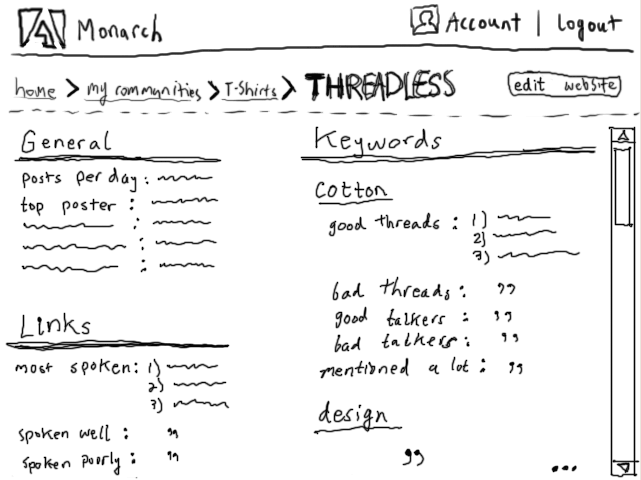 Monarch
Account | logout
home > my communities > T-Shirts > THREADLESS
edit website
General
posts per day :
top poster :
:
:
:
Links
most spoken: 1)
2)
3)
spoken well : "
spoken poorly : "
Keywords
cotton
good threads : 1)
2)
3)
bad threads : "
good talkers : "
bad talkers : "
mentioned a lot : "
design
"
...